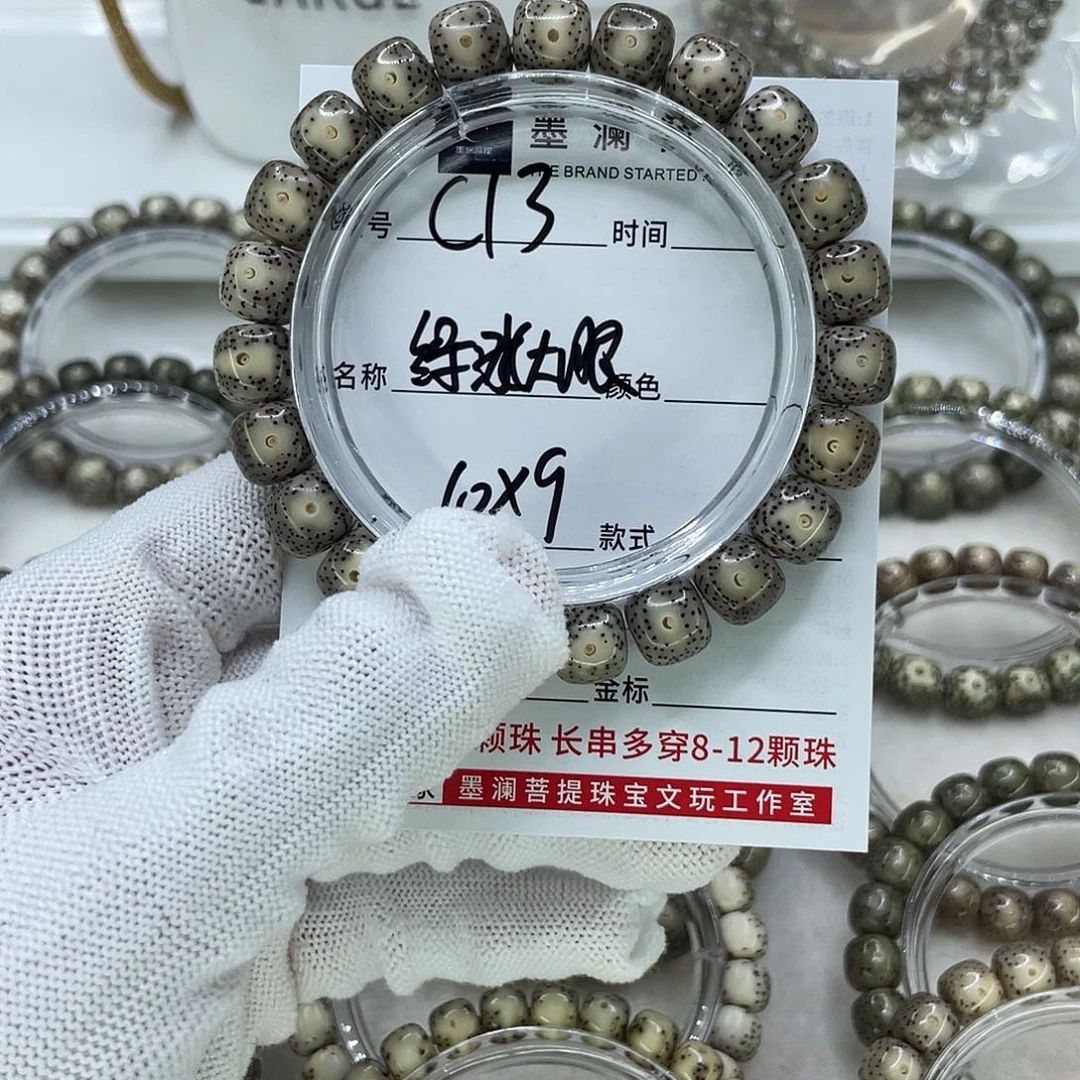 墨澜
THE BRAND STARTED
号 CT3 时间
名称 绿冰大眼 颜色
10X9 款式
金标
颗珠 长串多穿8-12颗珠
墨澜菩提珠宝文玩工作室